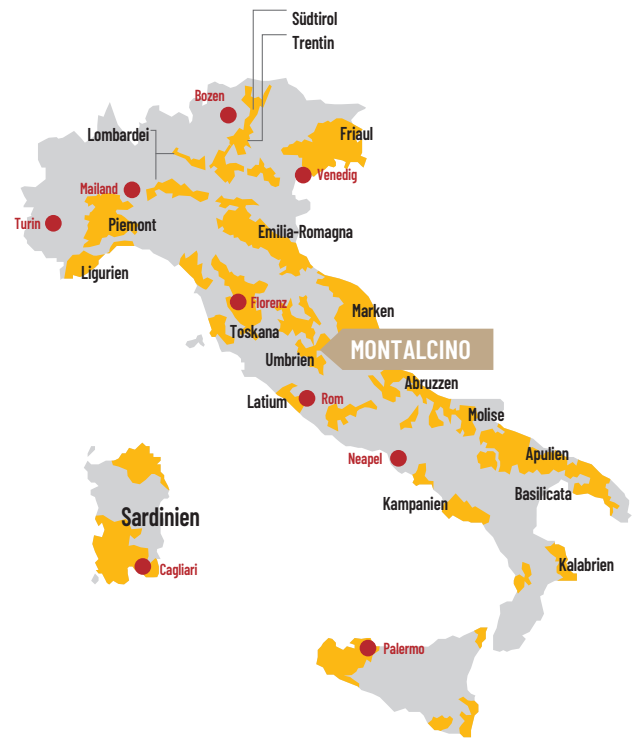 Südtirol
Trentin
Bozen
Lombardei
Friaul
Venedig
Mailand
Turin
Piemont
Emilia-Romagna
Ligurien
Florenz
Marken
Toskana
MONTALCINO
Umbrien
Abruzzen
Latium
Rom
Molise
Neapel
Apulien
Basilicata
Kampanien
Sardinien
Kalabrien
Cagliari
Palermo